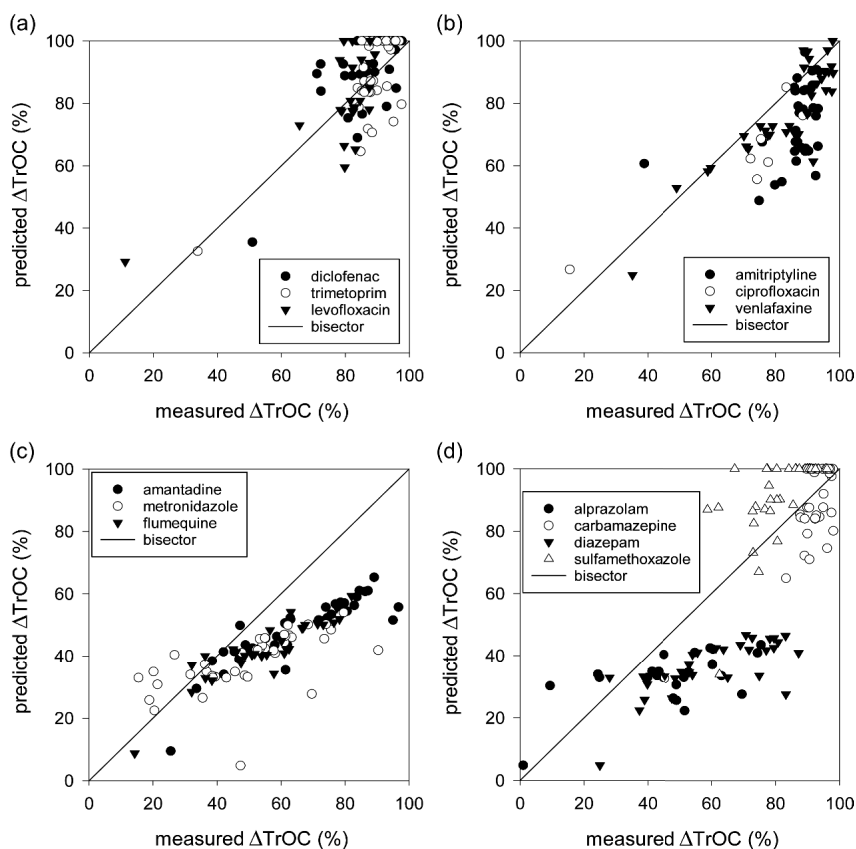 (a)
100
80
60
40
20
0
predicted ΔTrOC (%)
diclofenac
trimetoprim
levofloxacin
bisector
0 20 40 60 80 100
measured ΔTrOC (%)
(b)
100
80
60
40
20
0
predicted ΔTrOC (%)
amitriptyline
ciprofloxacin
venlafaxine
bisector
0 20 40 60 80 100
measured ΔTrOC (%)
(c)
100
80
60
40
20
0
predicted ΔTrOC (%)
amantadine
metronidazole
flumequine
bisector
0 20 40 60 80 100
measured ΔTrOC (%)
(d)
100
80
60
40
20
0
predicted ΔTrOC (%)
alprazolam
carbamazepine
diazepam
sulfamethoxazole
bisector
0 20 40 60 80 100
measured ΔTrOC (%)